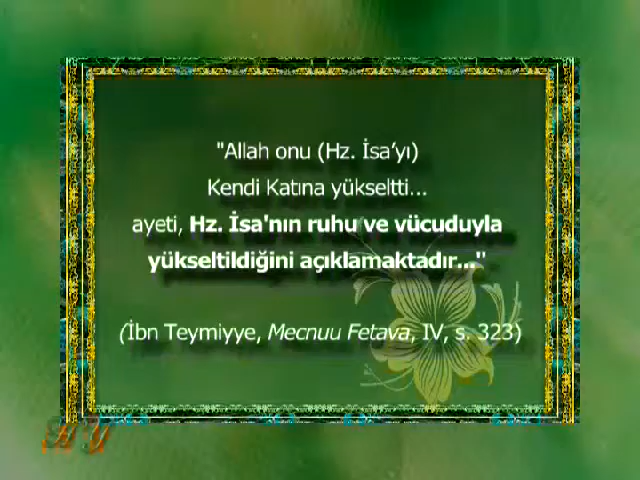 "Allah onu (Hz. İsa’yı)
Kendi Katına yükseltti...
ayeti, Hz. İsa'nın ruhu ve vücuduyla
yükseltildiğini açıklamaktadır..."
(İbn Teymiyye, Mecnuu Fetava, IV, s. 323)
H Y